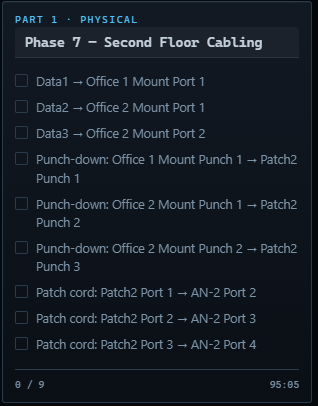 PART 1 · PHYSICAL
Phase 7 — Second Floor Cabling
Data1 → Office 1 Mount Port 1
Data2 → Office 2 Mount Port 1
Data3 → Office 2 Mount Port 2
Punch-down: Office 1 Mount Punch 1 → Patch2
Punch 1
Punch-down: Office 2 Mount Punch 1 → Patch2
Punch 2
Punch-down: Office 2 Mount Punch 2 → Patch2
Punch 3
Patch cord: Patch2 Port 1 → AN-2 Port 2
Patch cord: Patch2 Port 2 → AN-2 Port 3
Patch cord: Patch2 Port 3 → AN-2 Port 4
0 / 9 95:05